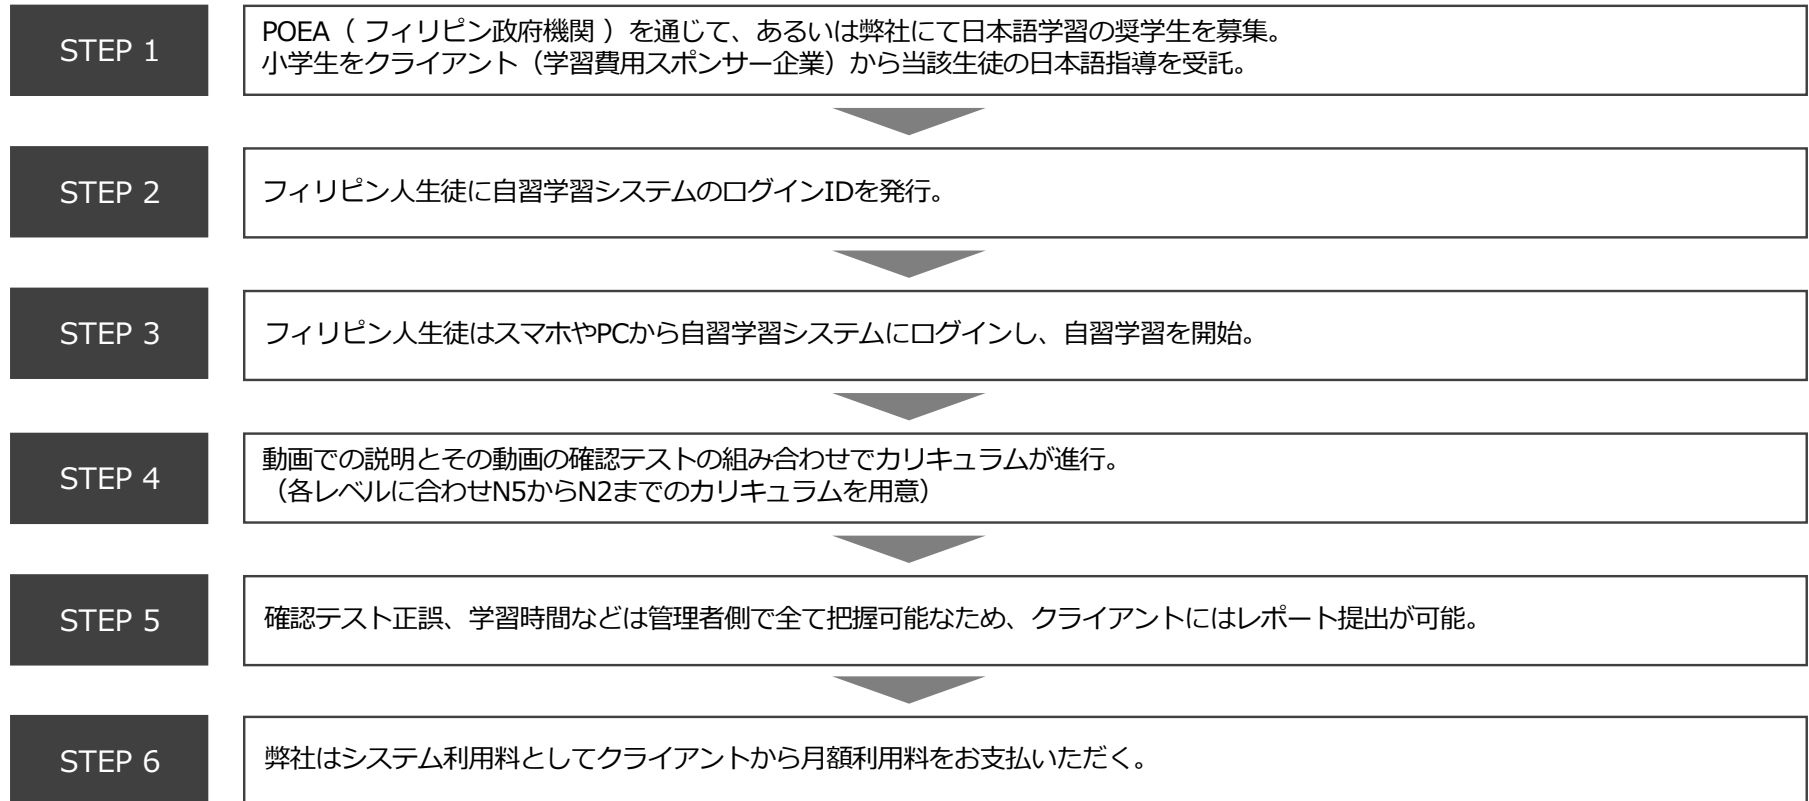 STEP 1
POEA（ フィリピン政府機関 ）を通じて、あるいは弊社にて日本語学習の奨学生を募集。
小学生をクライアント（学習費用スポンサー企業）から当該生徒の日本語指導を受託。
STEP 2
フィリピン人生徒に自習学習システムのログインIDを発行。
STEP 3
フィリピン人生徒はスマホやPCから自習学習システムにログインし、自習学習を開始。
STEP 4
動画での説明とその動画の確認テストの組み合わせでカリキュラムが進行。
（各レベルに合わせN5からN2までのカリキュラムを用意）
STEP 5
確認テスト正誤、学習時間などは管理者側で全て把握可能なため、クライアントにはレポート提出が可能。
STEP 6
弊社はシステム利用料としてクライアントから月額利用料をお支払いただく。